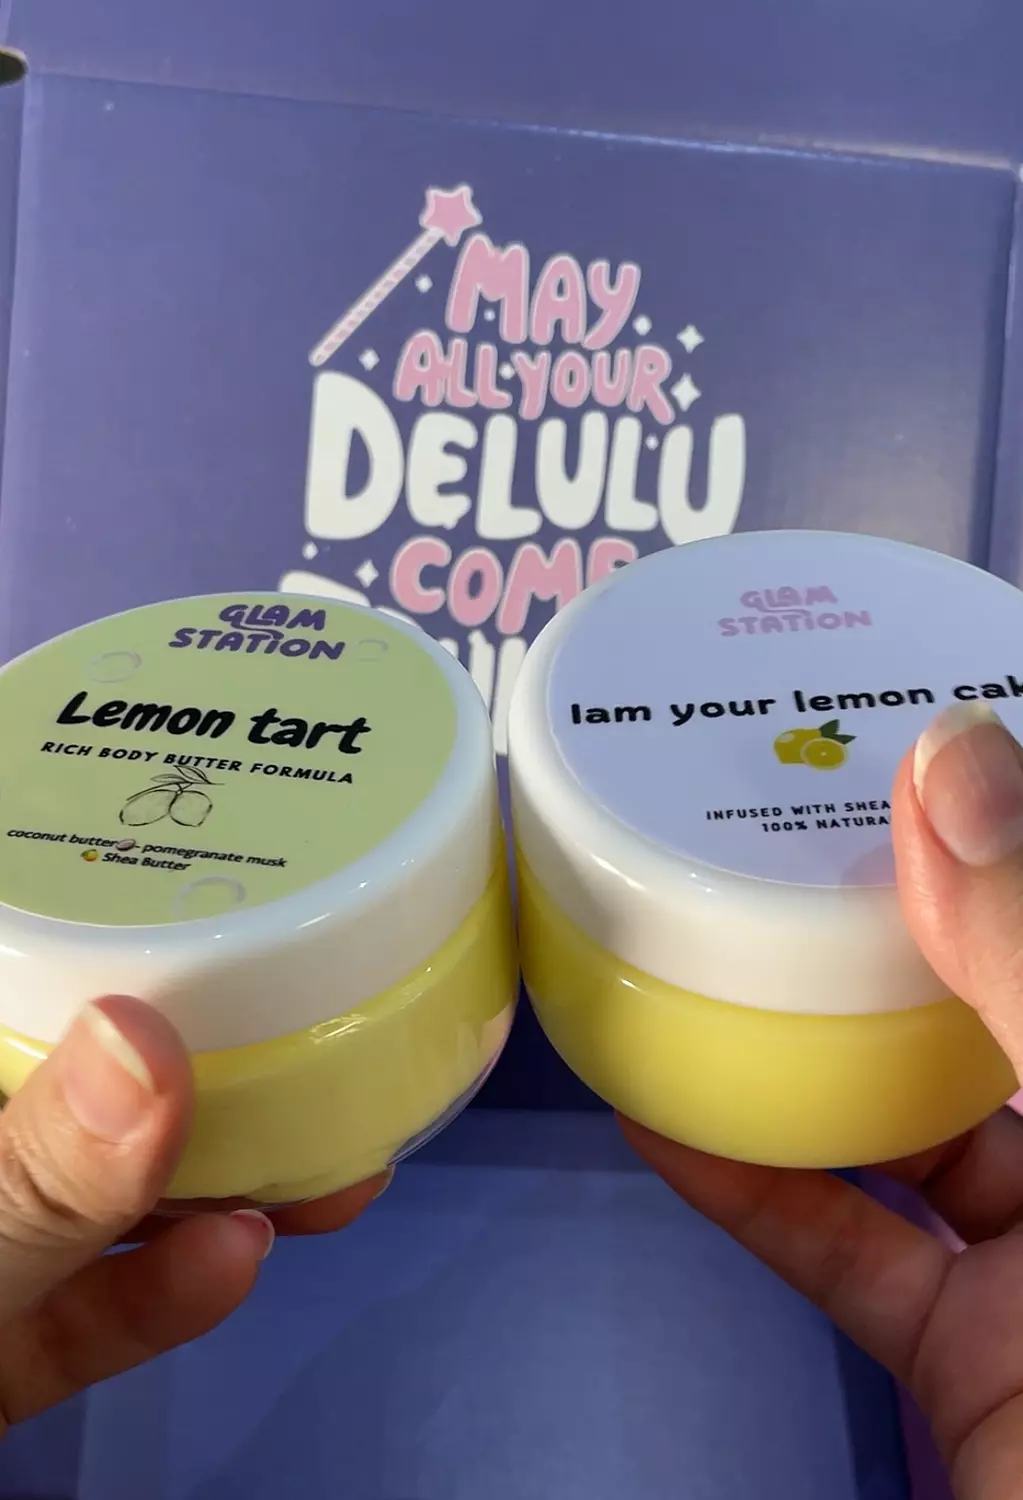 MAY
ALL YOUR
DELULU
COME
GLAM
STATION
Lemon tart
RICH BODY BUTTER FORMULA
coconut butter - pomegranate musk
Shea Butter
GLAM
STATION
Iam your lemon cak
INFUSED WITH SHEA
100% NATURA